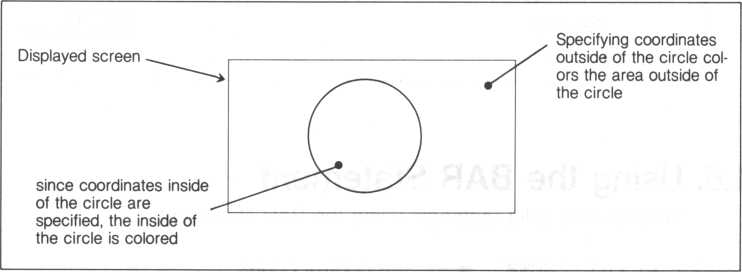 Displayed screen
Specifying coordinates
outside of the circle col-
ors the area outside of
the circle
since coordinates inside
of the circle are
specified, the inside of
the circle is colored